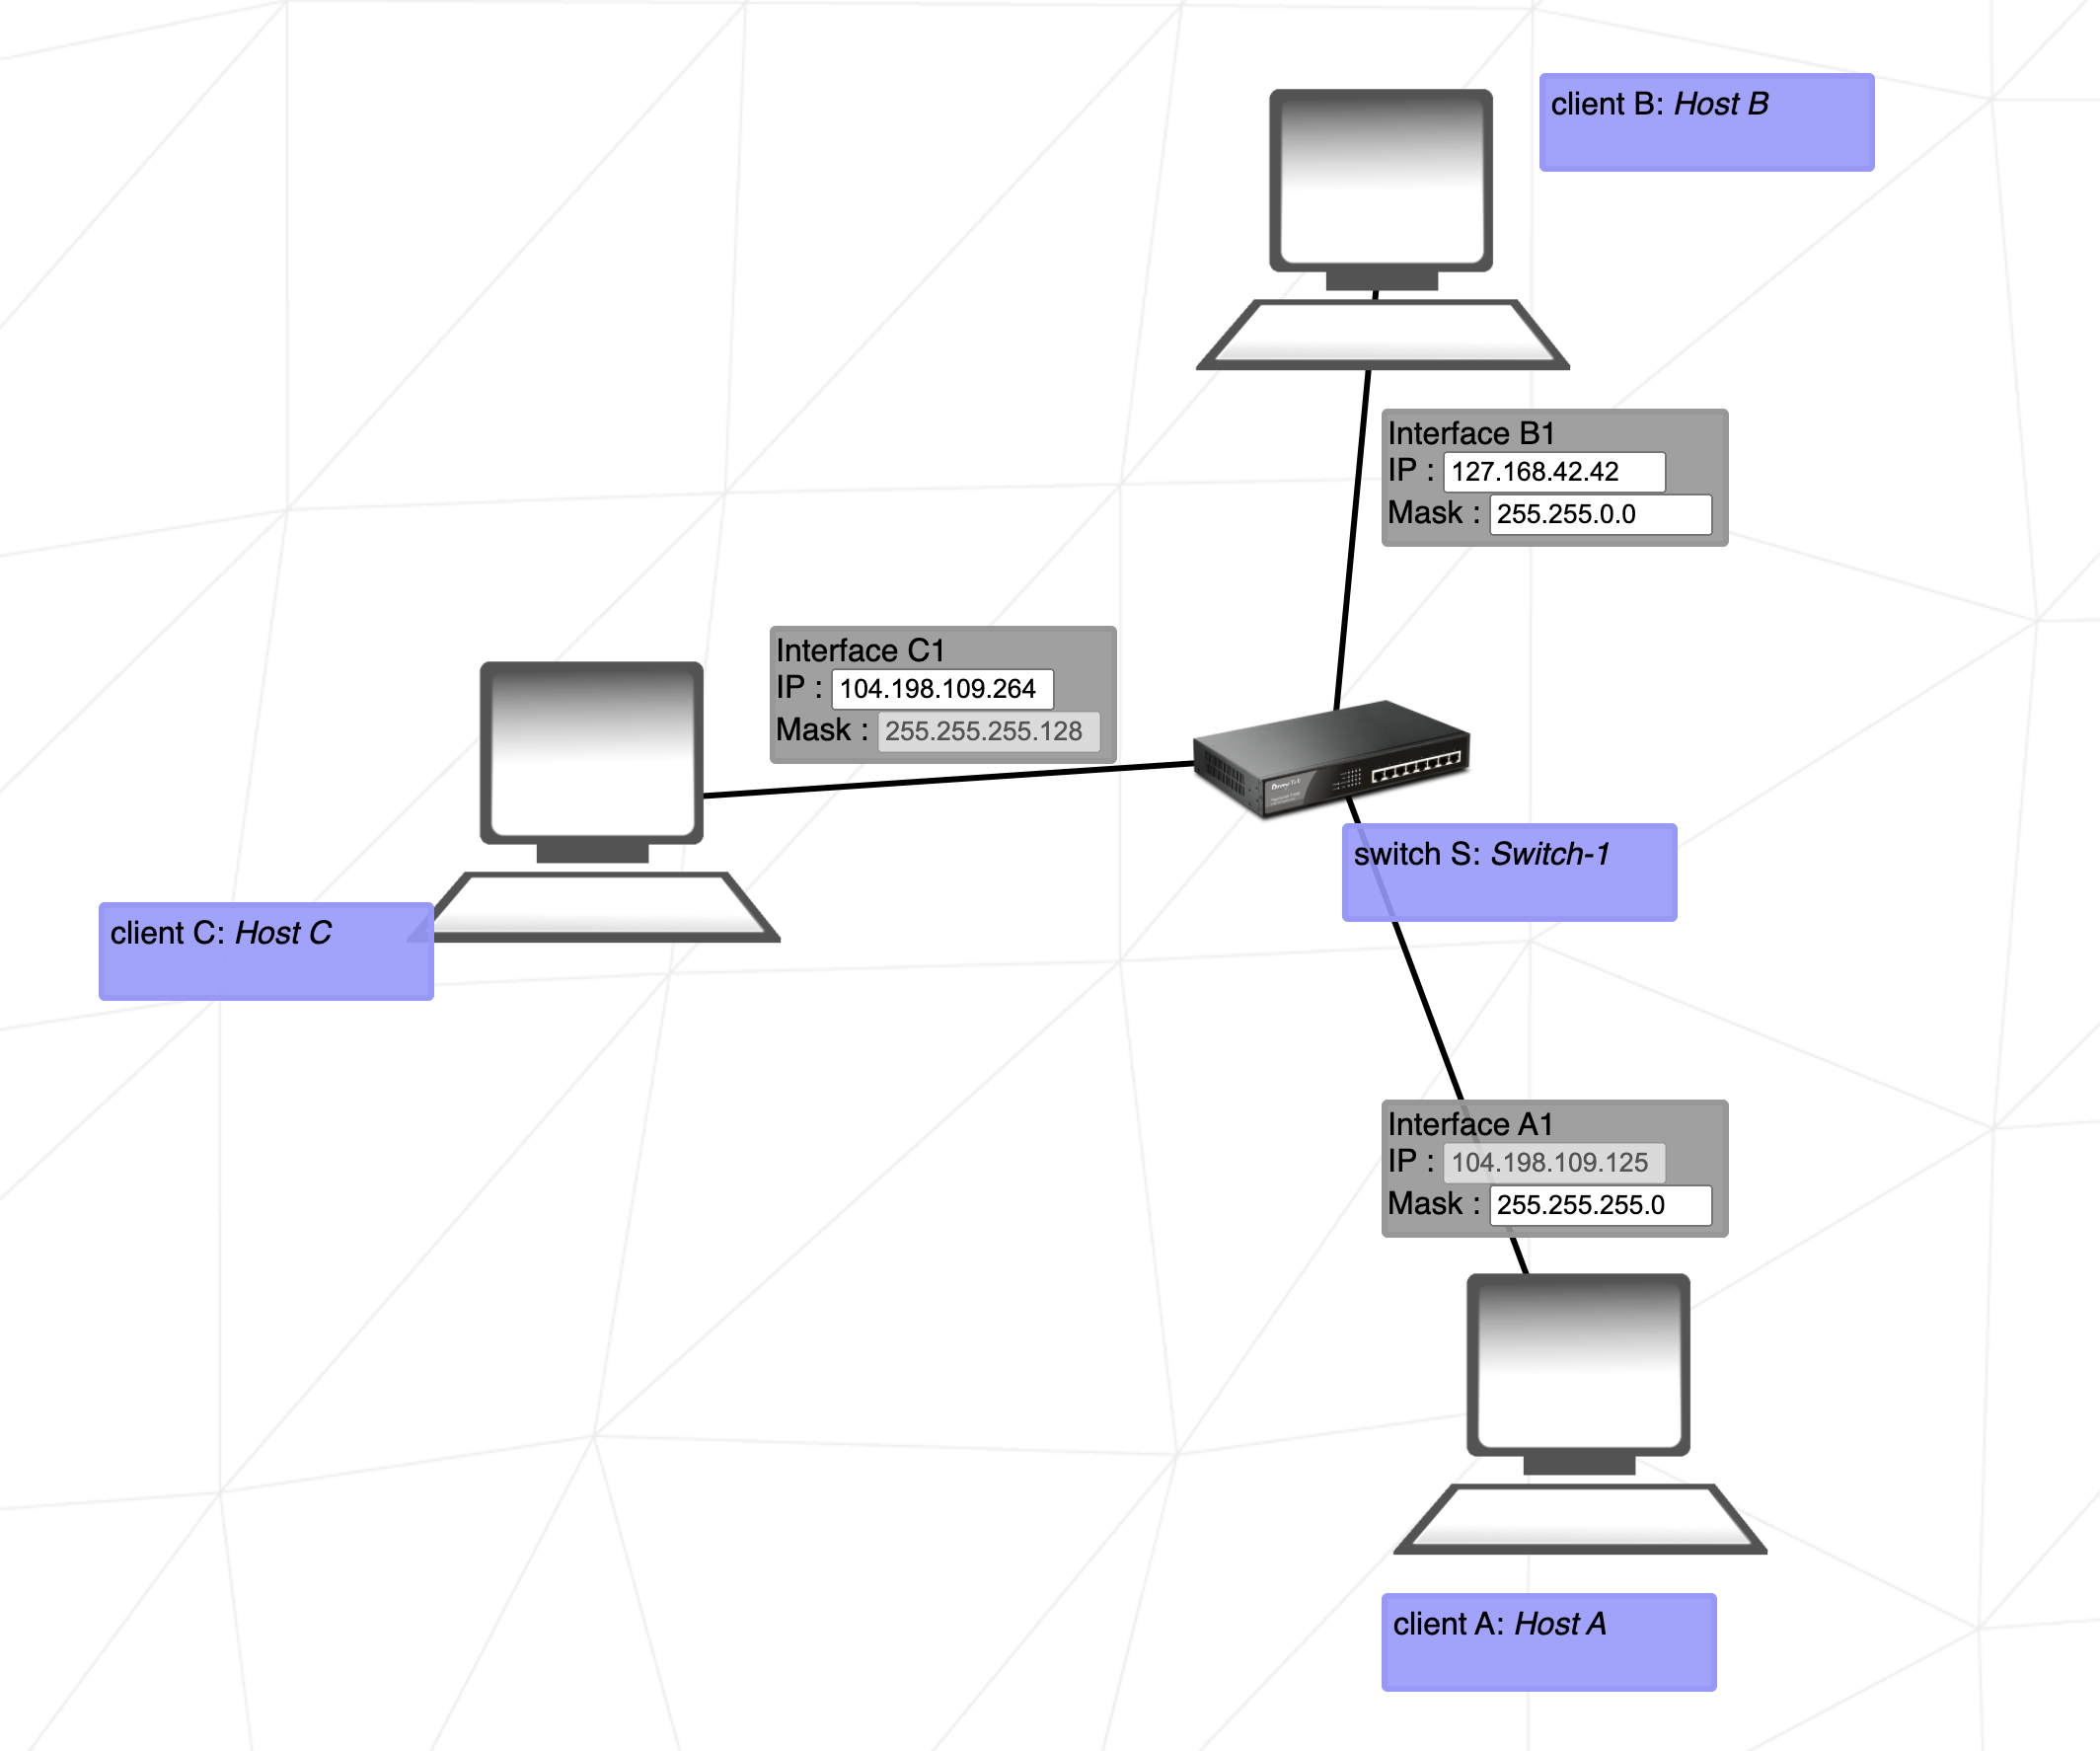 client B: Host B
Interface B1
IP : 127.168.42.42
Mask : 255.255.0.0
Interface C1
IP : 104.198.109.264
Mask : 255.255.255.128
switch S: Switch-1
client C: Host C
Interface A1
IP : 104.198.109.125
Mask : 255.255.255.0
client A: Host A